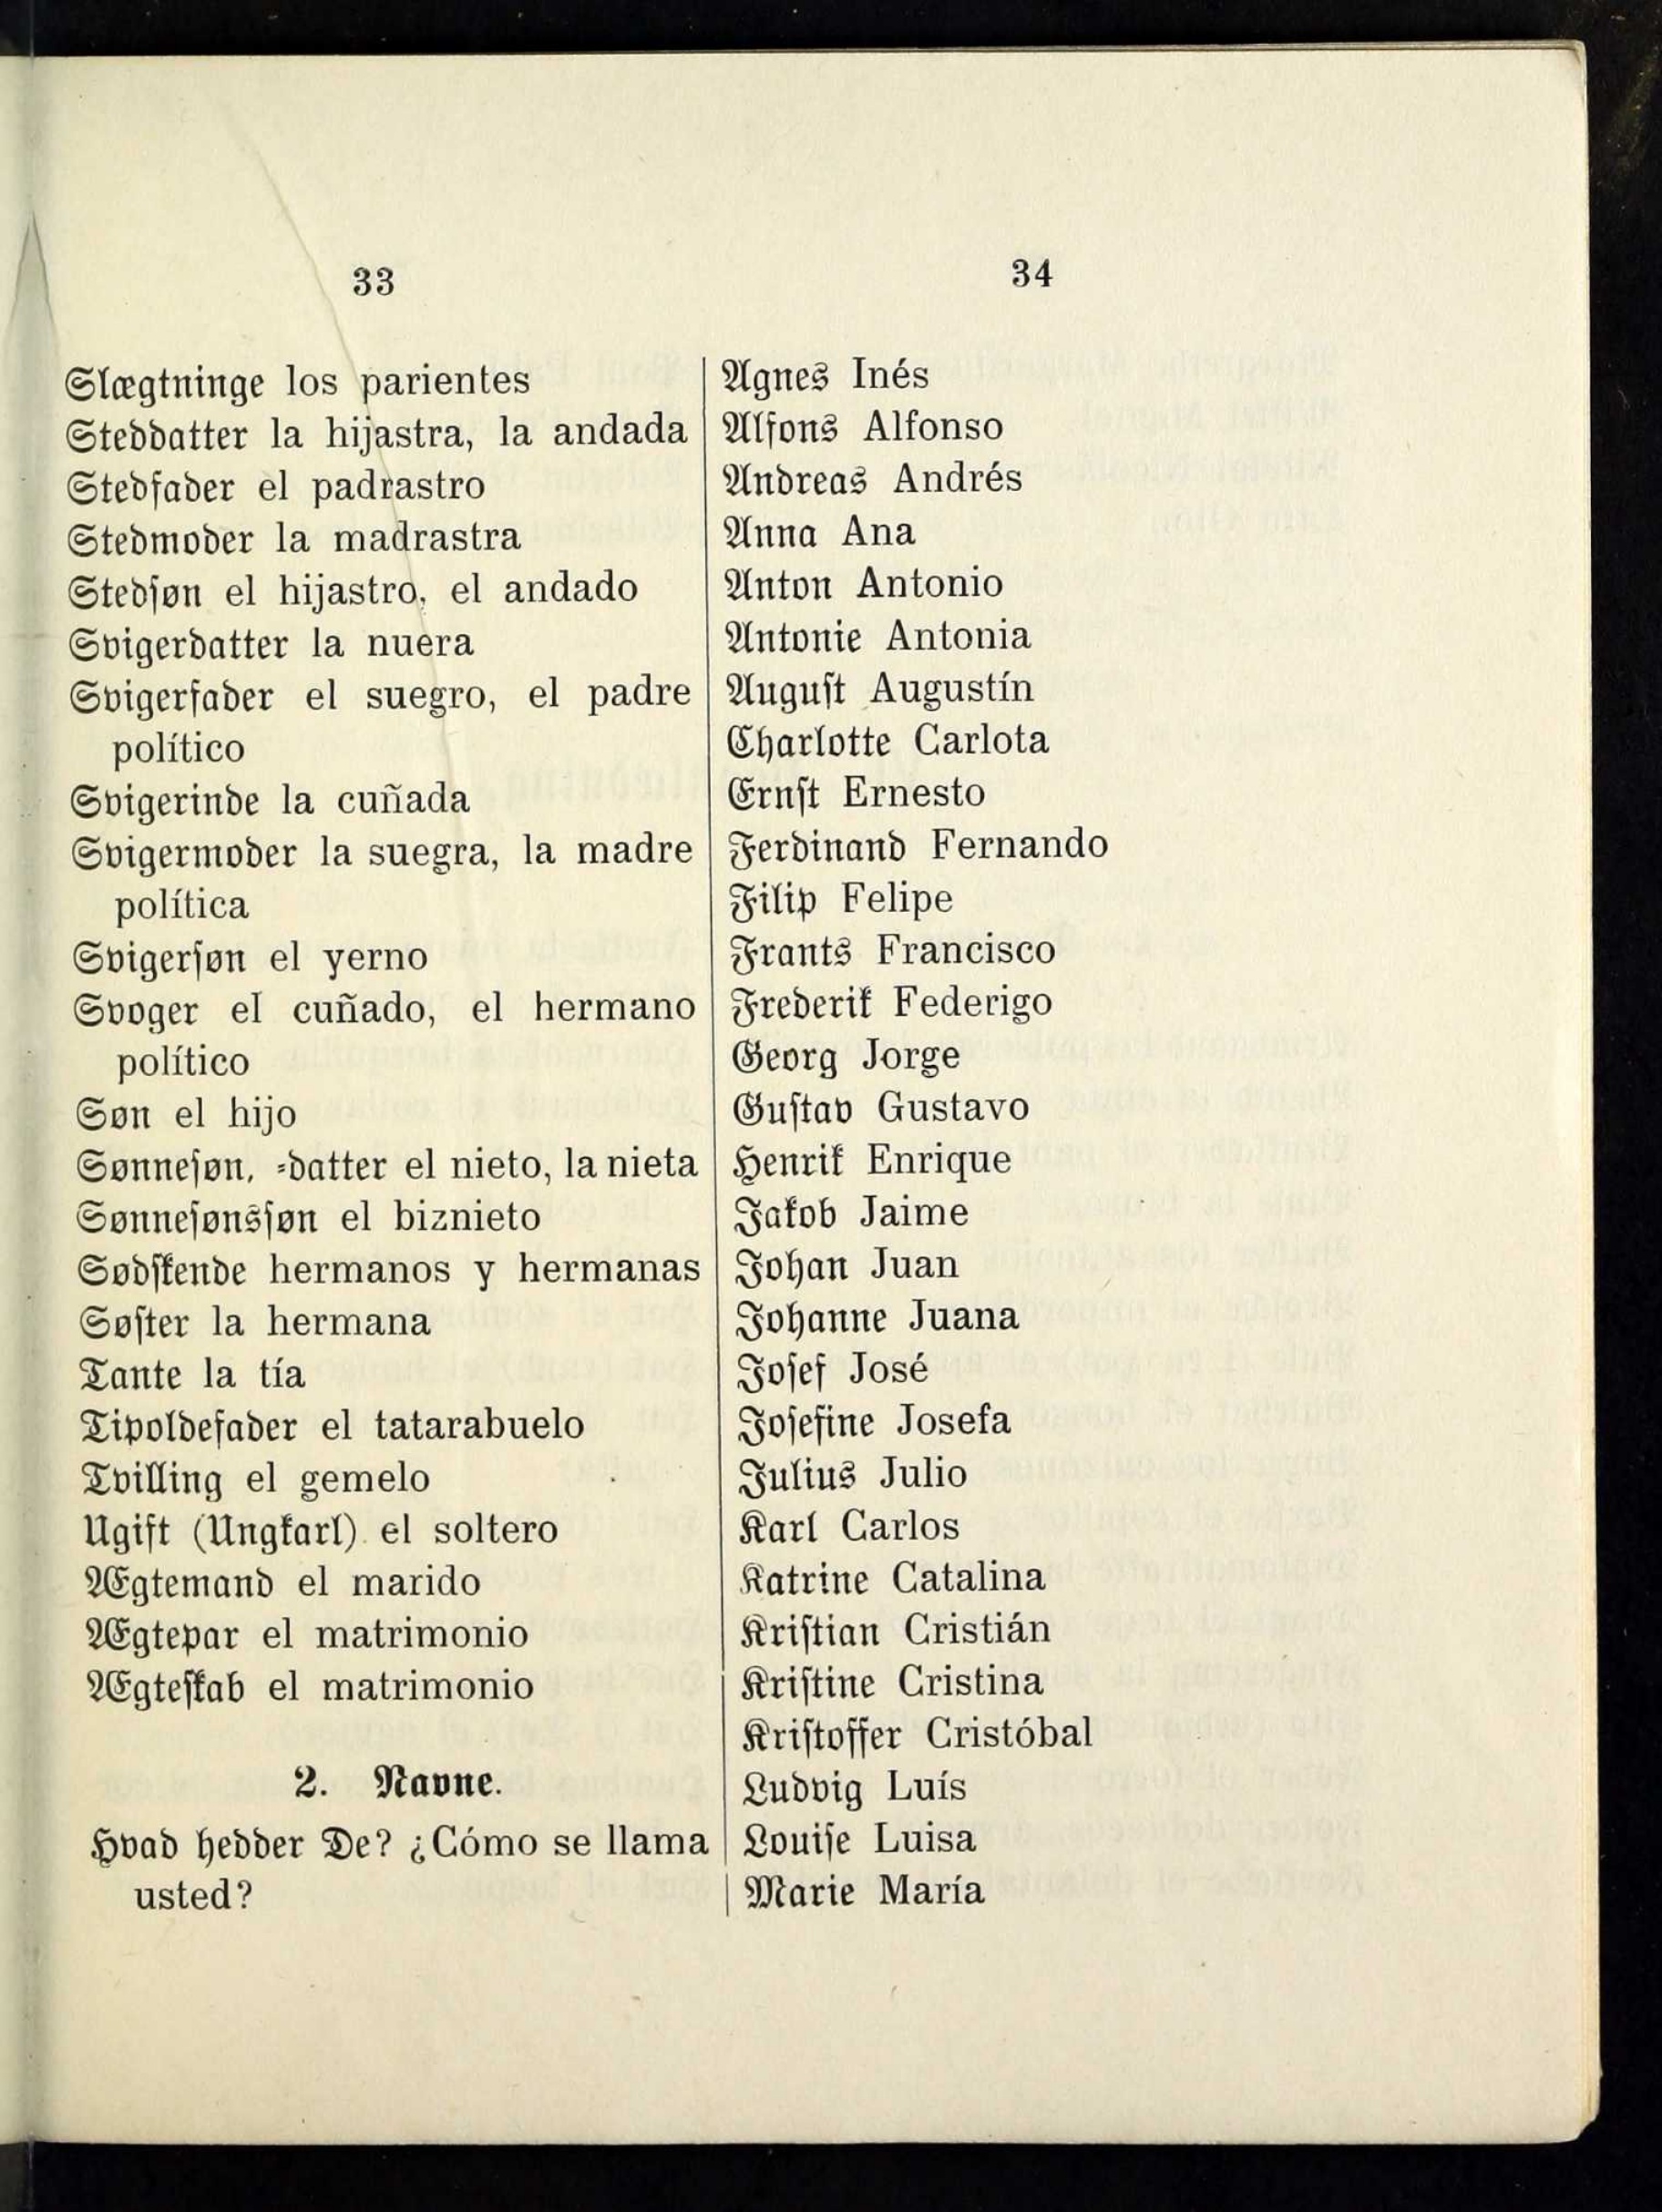 33
Slægtninge los parientes
Steddatter la hijastra, la andada
Stedfader el padrastro
Stedmoder la madrastra
Stedsøn el hijastro, el andado
Svigerdatter la nuera
Svigerfader el suegro, el padre
político
Svigerinde la cuñada
Svigermoder la suegra, la madre
política
Svigersøn el yerno
Svoger el cuñado, el hermano
político
Søn el hijo
Sønnesøn, -datter el nieto, la nieta
Sønnesønssøn el biznieto
Sødskende hermanos y hermanas
Søster la hermana
Tante la tía
Tipoldefader el tatarabuelo
Tvilling el gemelo
Ugift (Ungkarl) el soltero
Ægtemand el marido
Ægtepar el matrimonio
Ægteskab el matrimonio
2. Navne.
Hvad hedder De? ¿Cómo se llama
usted?
34
Agnes Inés
Alfons Alfonso
Andreas Andrés
Anna Ana
Anton Antonio
Antonie Antonia
August Augustín
Charlotte Carlota
Ernst Ernesto
Ferdinand Fernando
Filip Felipe
Frants Francisco
Frederik Federigo
Georg Jorge
Gustav Gustavo
Henrik Enrique
Jakob Jaime
Johan Juan
Johanne Juana
Josef José
Josefine Josefa
Julius Julio
Karl Carlos
Katrine Catalina
Kristian Cristián
Kristine Cristina
Kristoffer Cristóbal
Ludvig Luís
Louise Luisa
Marie María